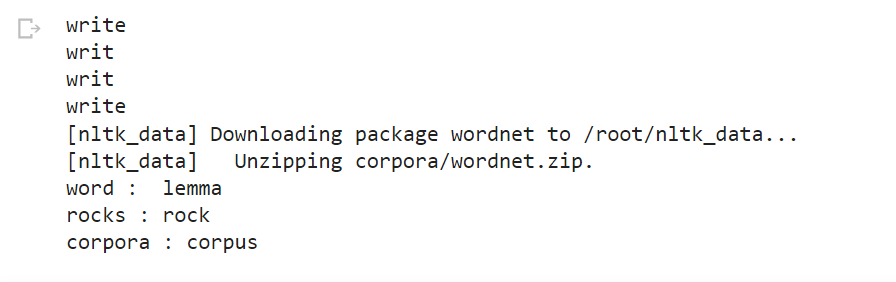 write
writ
writ
write
[nltk_data] Downloading package wordnet to /root/nltk_data...
[nltk_data]   Unzipping corpora/wordnet.zip.
word :  lemma
rocks : rock
corpora : corpus